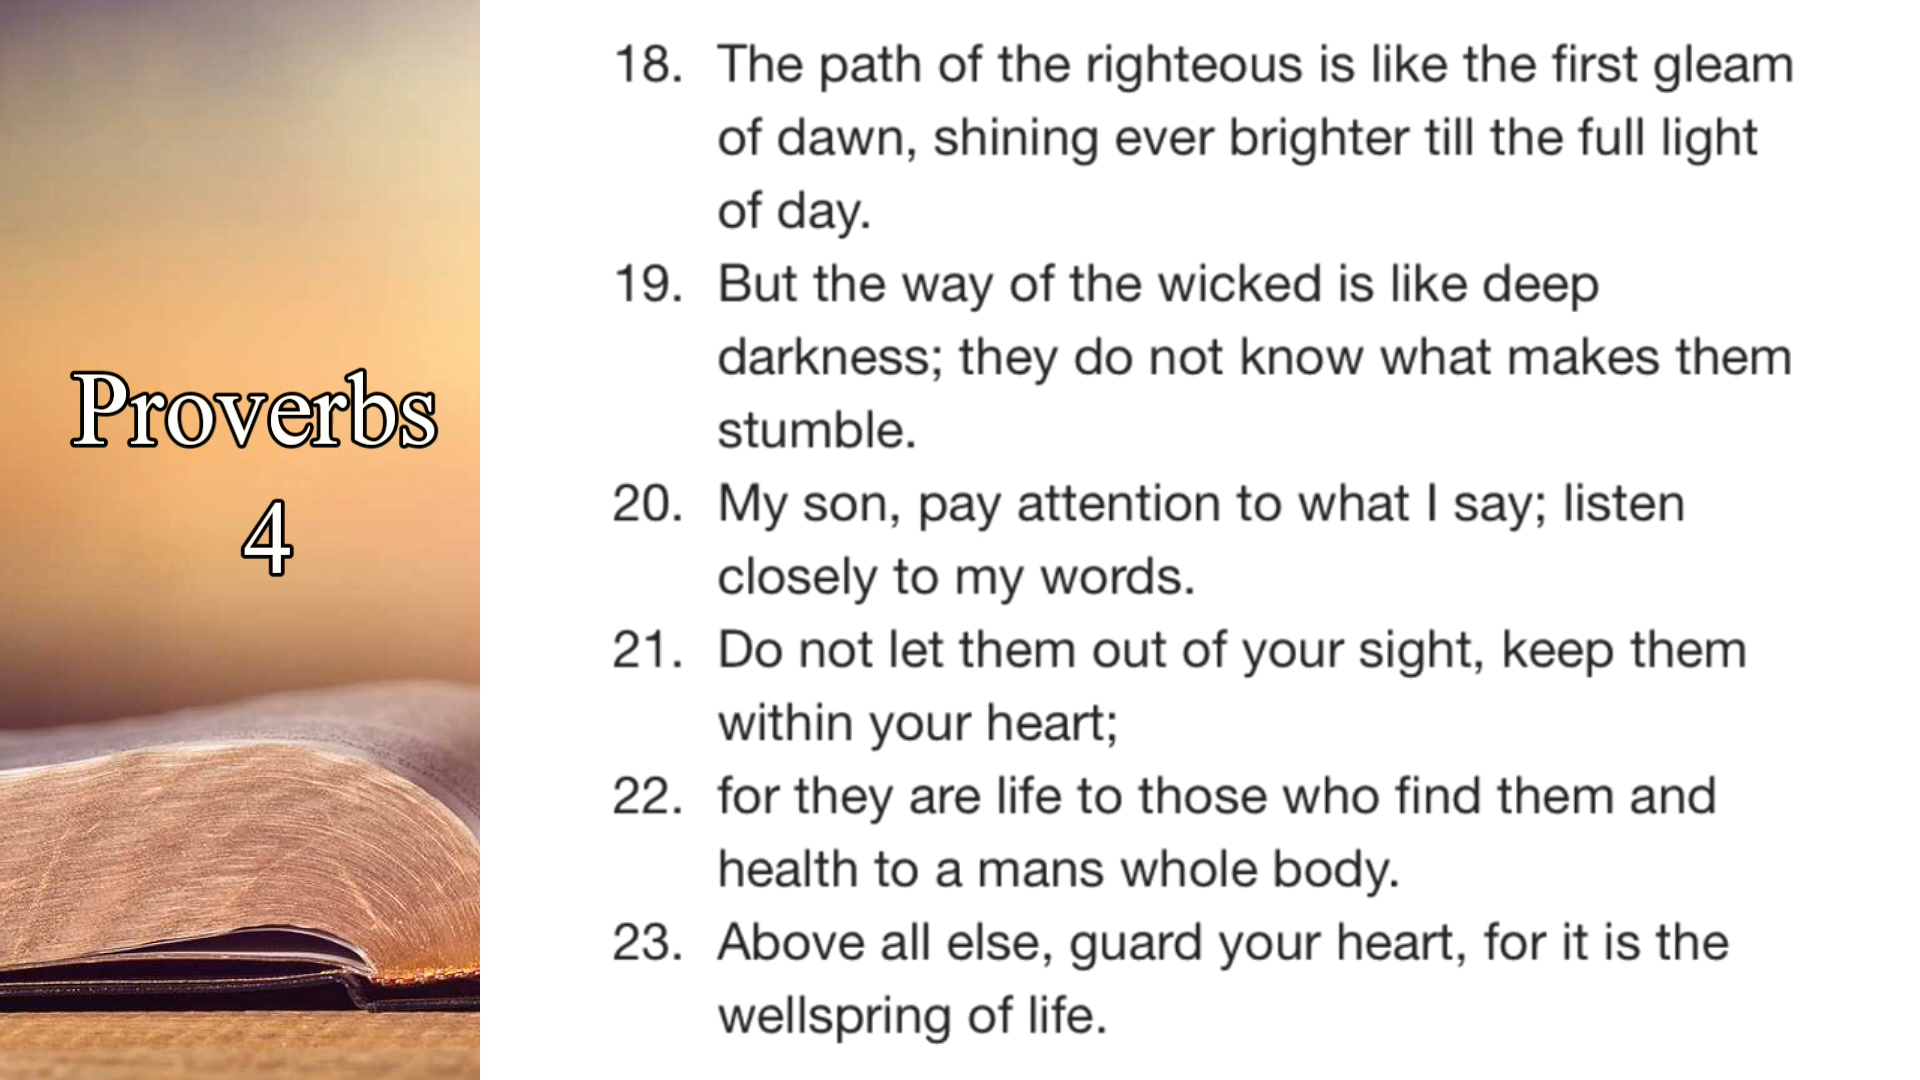 Proverbs
4
18. The path of the righteous is like the first gleam
of dawn, shining ever brighter till the full light
of day.
19. But the way of the wicked is like deep
darkness; they do not know what makes them
stumble.
20. My son, pay attention to what I say; listen
closely to my words.
21. Do not let them out of your sight, keep them
within your heart;
22. for they are life to those who find them and
health to a mans whole body.
23. Above all else, guard your heart, for it is the
wellspring of life.